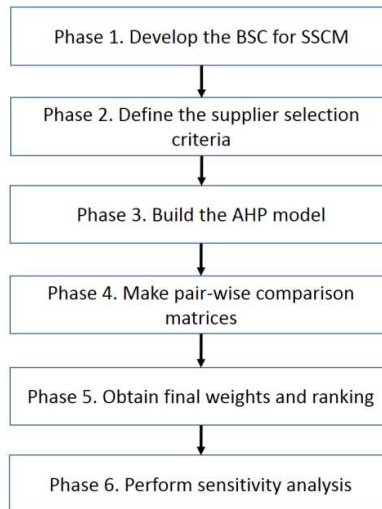 Phase 1. Develop the BSC for SSCM
Phase 2. Define the supplier selection
criteria
Phase 3. Build the AHP model
Phase 4. Make pair-wise comparison
matrices
Phase 5. Obtain final weights and ranking
Phase 6. Perform sensitivity analysis